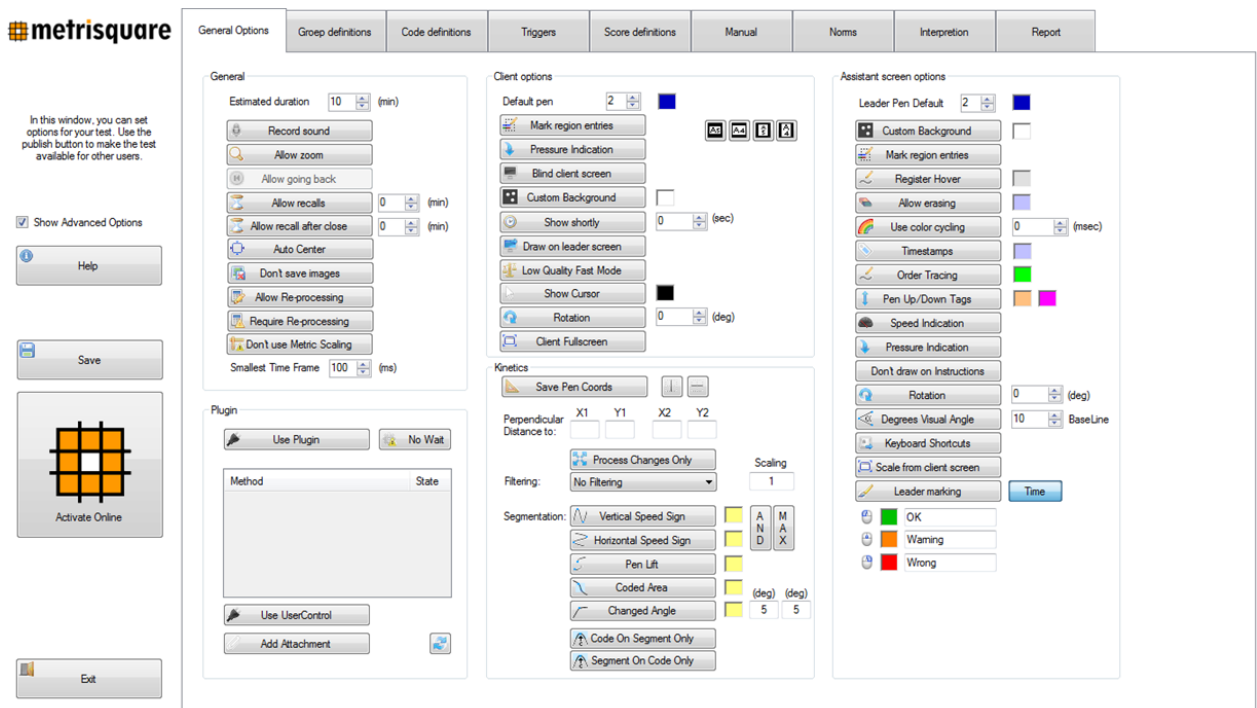 metrisquare
General Options
Groep definitions
Code definitions
Triggers
Score definitions
Manual
Norms
Interpretion
Report
In this window, you can set
options for your test. Use the
publish button to make the test
available for other users.
Show Advanced Options
Help
Save
Activate Online
Exit
General
Estimated duration 10 (min)
Record sound
Allow zoom
Allow going back
Allow recalls 0 (min)
Allow recall after close 0 (min)
Auto Center
Don't save images
Allow Re-processing
Require Re-processing
Don't use Metric Scaling
Smallest Time Frame 100 (ms)
Plugin
Use Plugin No Wait
Method State
Use UserControl
Add Attachment
Client options
Default pen 2
Mark region entries A5 A4
Pressure Indication
Blind client screen
Custom Background
Show shortly 0 (sec)
Draw on leader screen
Low Quality Fast Mode
Show Cursor
Rotation 0 (deg)
Client Fullscreen
Kinetics
Save Pen Coords
X1 Y1 X2 Y2
Perpendicular
Distance to:
Process Changes Only Scaling
Filtering: No Filtering 1
Segmentation: Vertical Speed Sign AND MAX
Horizontal Speed Sign
Pen Lift
Coded Area (deg) (deg)
Changed Angle 5 5
Code On Segment Only
Segment On Code Only
Assistant screen options
Leader Pen Default 2
Custom Background
Mark region entries
Register Hover
Allow erasing
Use color cycling 0 (msec)
Timestamps
Order Tracing
Pen Up/Down Tags
Speed Indication
Pressure Indication
Don't draw on Instructions
Rotation 0 (deg)
Degrees Visual Angle 10 BaseLine
Keyboard Shortcuts
Scale from client screen
Leader marking Time
OK
Warning
Wrong